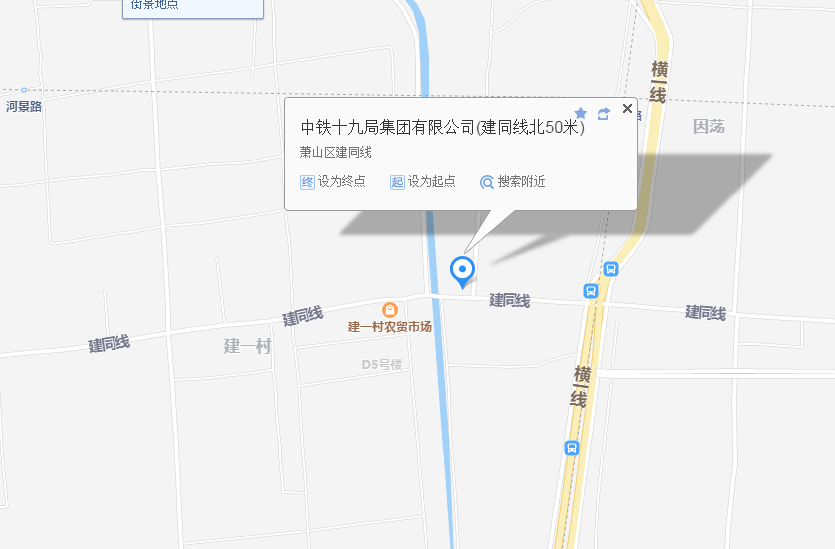 街景地点
横一线
河景路
中铁十九局集团有限公司(建同线北50米)
路
因荡
萧山区建同线
终 设为终点 起 设为起点 搜索附近
建同线
建同线
建同线
建同线
建一村农贸市场
建一村
D5号楼
横一线